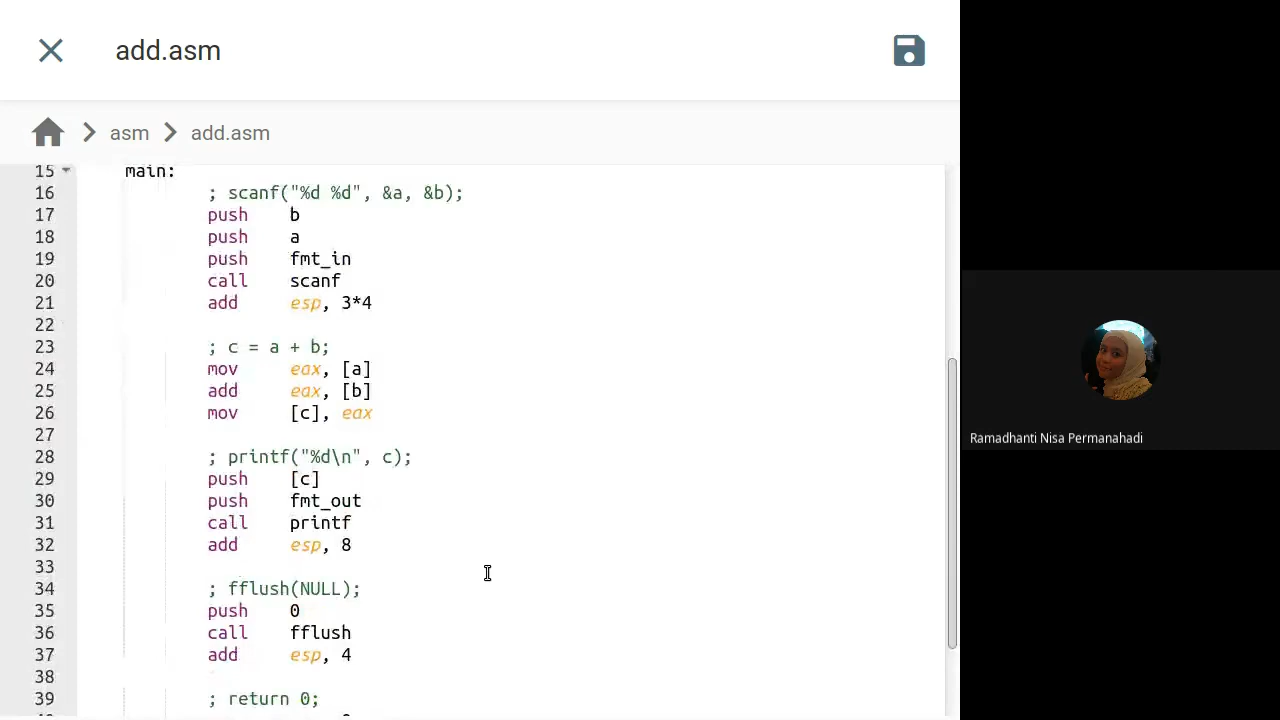 add.asm
asm
add.asm
15 main:
16 ; scanf("%d %d", &a, &b);
17 push b
18 push a
19 push fmt_in
20 call scanf
21 add esp, 3*4
22
23 ; c = a + b;
24 mov eax, [a]
25 add eax, [b]
26 mov [c], eax
27
28 ; printf("%d\n", c);
29 push [c]
30 push fmt_out
31 call printf
32 add esp, 8
33
34 ; fflush(NULL);
35 push 0
36 call fflush
37 add esp, 4
38
39 ; return 0;
Ramadhanti Nisa Permanahadi